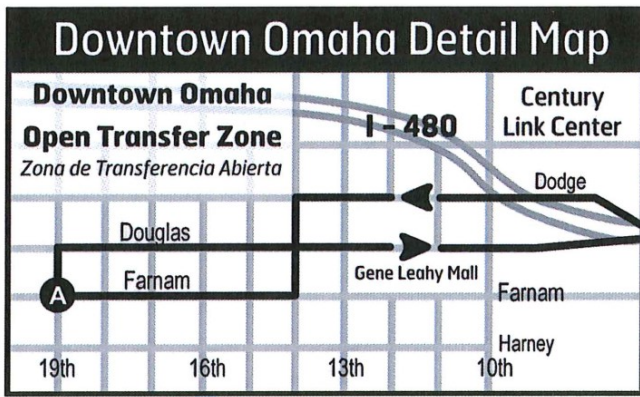 Downtown Omaha Detail Map
Downtown Omaha
Open Transfer Zone
Zona de Transferencia Abierta
I - 480
Century
Link Center
Dodge
Douglas
Gene Leahy Mall
Farnam
A
Farnam
Harney
19th
16th
13th
10th